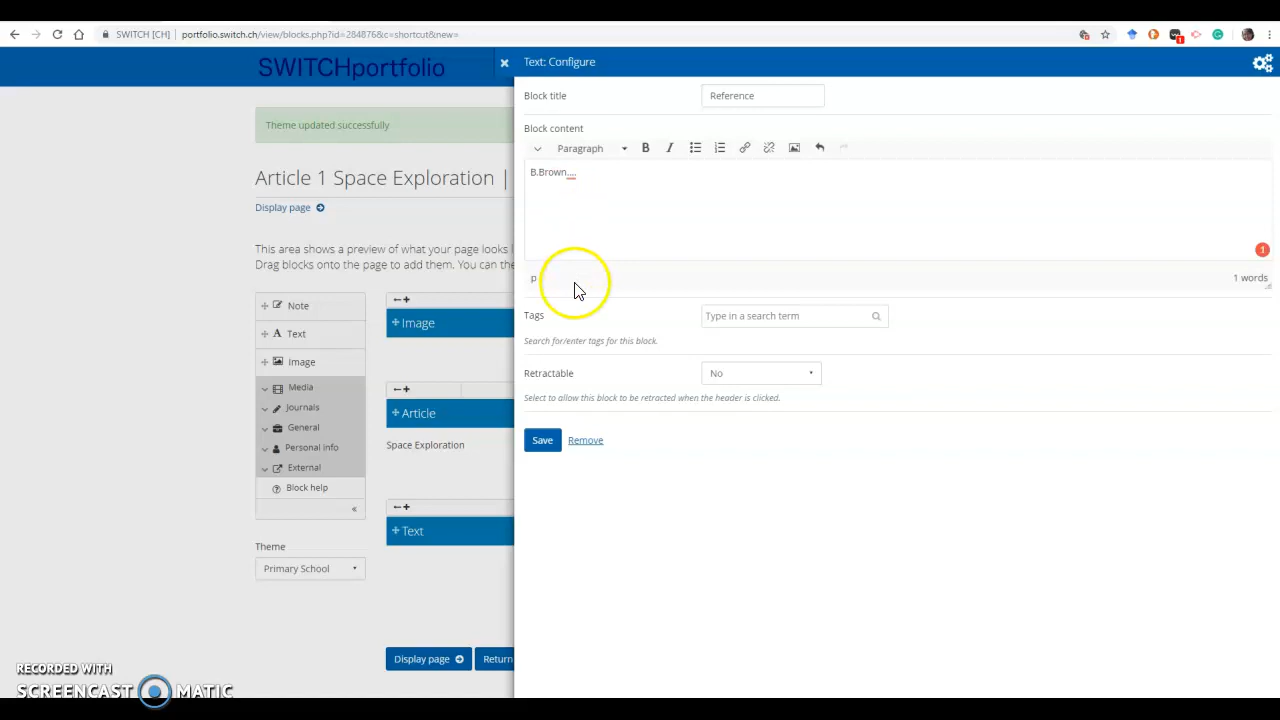 SWITCH [CH] portfolio.switch.ch/view/blocks.php?id=284876&c=shortcut&new=
SWITCHportfolio
Text: Configure
Block title
Reference
Theme updated successfully
Block content
Paragraph
B
I
B.Brown....
Article 1 Space Exploration |
Display page
This area shows a preview of what your page looks l
Drag blocks onto the page to add them. You can the
1
p
1 words
Note
Text
Image
Media
Journals
General
Personal info
External
Block help
«
Image
Article
Space Exploration
Text
Tags
Type in a search term
Search for/enter tags for this block.
Retractable
No
Select to allow this block to be retracted when the header is clicked.
Save
Remove
Theme
Primary School
Display page
Return
RECORDED WITH
SCREENCAST MATIC